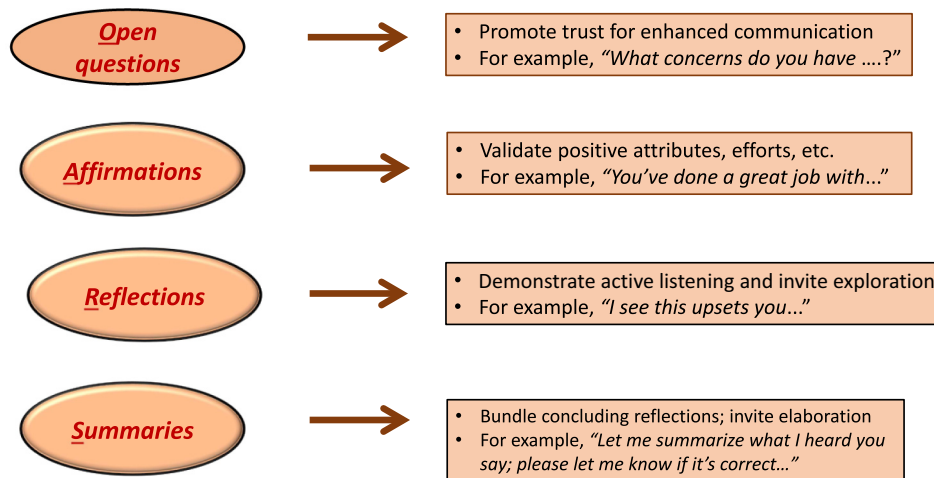 Open
questions
• Promote trust for enhanced communication
• For example, “What concerns do you have ….?”
Affirmations
• Validate positive attributes, efforts, etc.
• For example, “You’ve done a great job with...”
Reflections
• Demonstrate active listening and invite exploration
• For example, “I see this upsets you...”
Summaries
• Bundle concluding reflections; invite elaboration
• For example, “Let me summarize what I heard you
say; please let me know if it’s correct…”